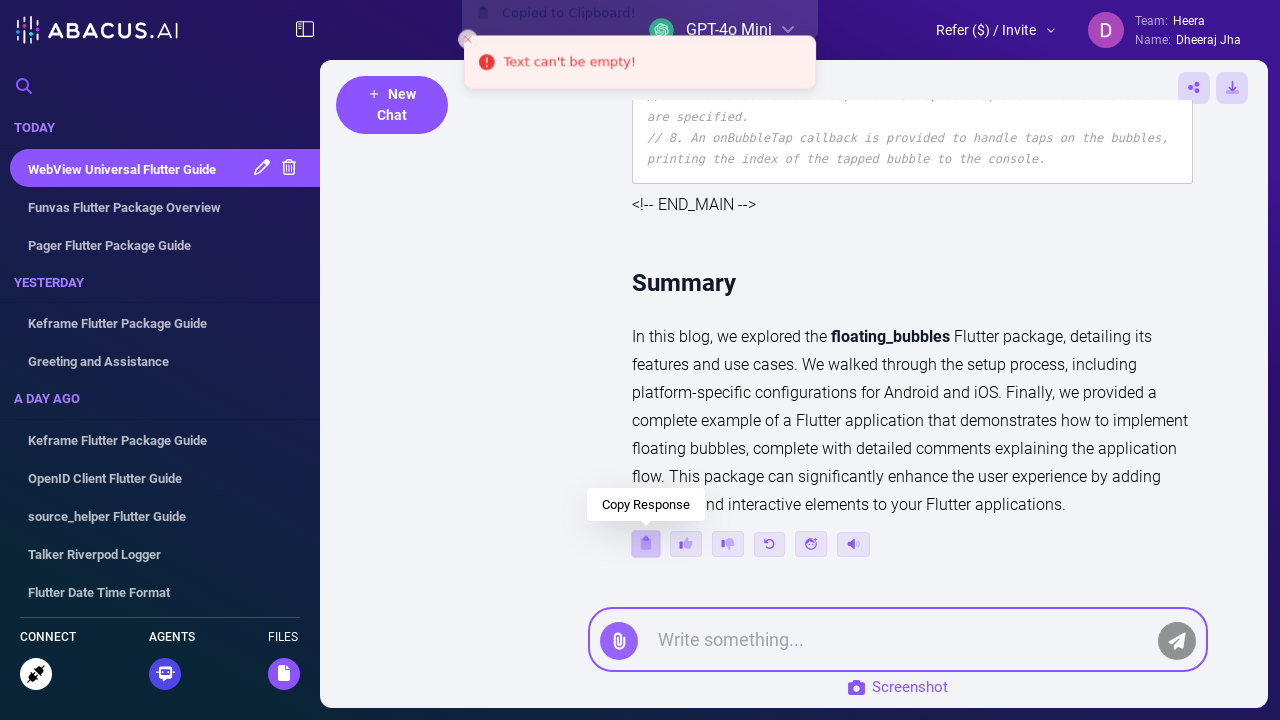 ABACUS.AI
Copied to Clipboard!
GPT-4o Mini
Text can't be empty!
Refer ($) / Invite
D
Team: Heera
Name: Dheeraj Jha
TODAY
WebView Universal Flutter Guide
Funvas Flutter Package Overview
Pager Flutter Package Guide
YESTERDAY
Keframe Flutter Package Guide
Greeting and Assistance
A DAY AGO
Keframe Flutter Package Guide
OpenID Client Flutter Guide
source_helper Flutter Guide
Talker Riverpod Logger
Flutter Date Time Format
CONNECT
AGENTS
FILES
+ New
Chat
are specified.
// 8. An onBubbleTap callback is provided to handle taps on the bubbles,
printing the index of the tapped bubble to the console.
<!-- END_MAIN -->
Summary
In this blog, we explored the floating_bubbles Flutter package, detailing its
features and use cases. We walked through the setup process, including
platform-specific configurations for Android and iOS. Finally, we provided a
complete example of a Flutter application that demonstrates how to implement
floating bubbles, complete with detailed comments explaining the application
flow. This package can significantly enhance the user experience by adding
nd interactive elements to your Flutter applications.
Copy Response
Write something...
Screenshot